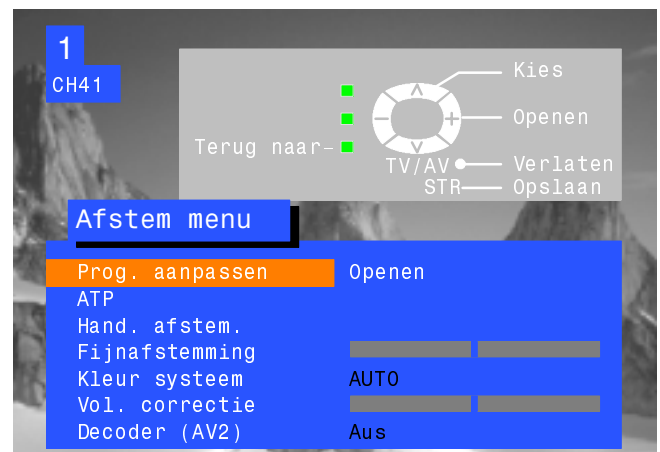 1
CH41
Kies
Openen
Terug naar
TV/AV Verlaten
STR Opslaan
Afstem menu
Prog. aanpassen Openen
ATP
Hand. afstem.
Fijnafstemming
Kleur systeem AUTO
Vol. correctie
Decoder (AV2) Aus